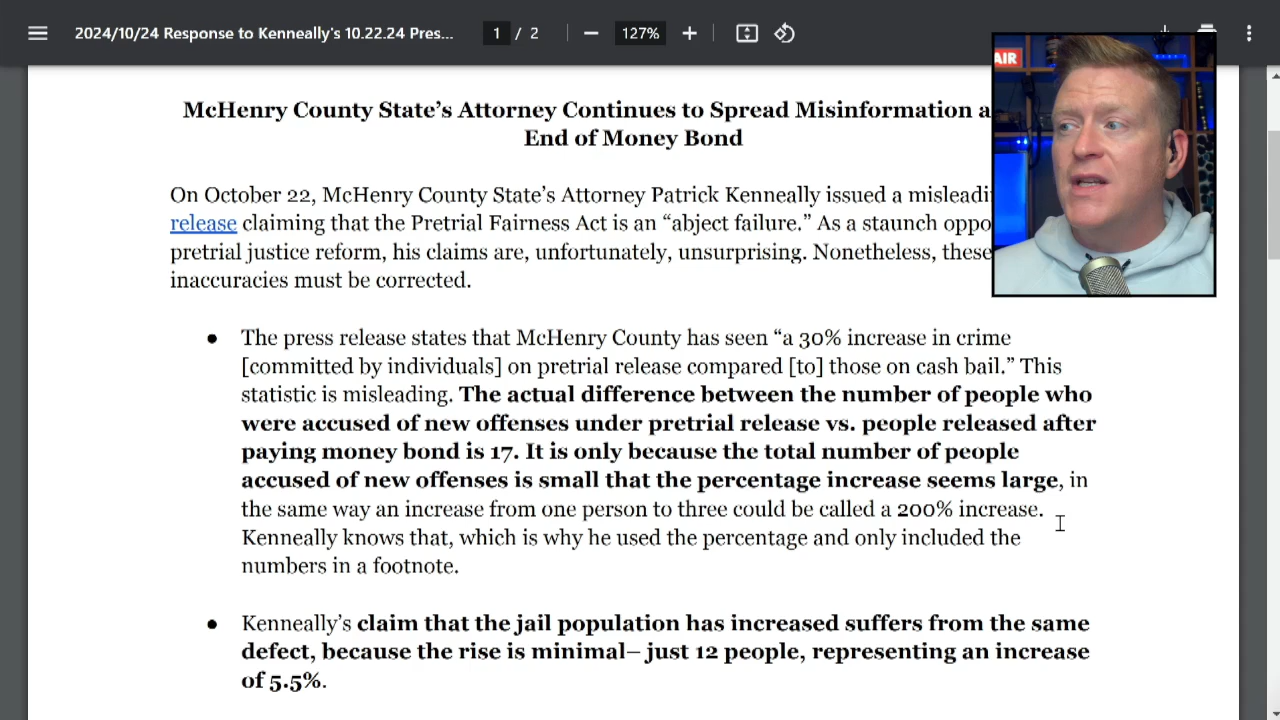 2024/10/24 Response to Kenneally's 10.22.24 Pres...
1 / 2
127%
AIR
McHenry County State’s Attorney Continues to Spread Misinformation
End of Money Bond
On October 22, McHenry County State’s Attorney Patrick Kenneally issued a
release claiming that the Pretrial Fairness Act is an “abject failure.” As a staunch
pretrial justice reform, his claims are, unfortunately, unsurprising. Nonetheless, these
inaccuracies must be corrected.
● The press release states that McHenry County has seen “a 30% increase in crime
[committed by individuals] on pretrial release compared [to] those on cash bail.” This
statistic is misleading. The actual difference between the number of people who
were accused of new offenses under pretrial release vs. people released after
paying money bond is 17. It is only because the total number of people
accused of new offenses is small that the percentage increase seems large, in
the same way an increase from one person to three could be called a 200% increase.
Kenneally knows that, which is why he used the percentage and only included the
numbers in a footnote.
● Kenneally’s claim that the jail population has increased suffers from the same
defect, because the rise is minimal– just 12 people, representing an increase
of 5.5%.